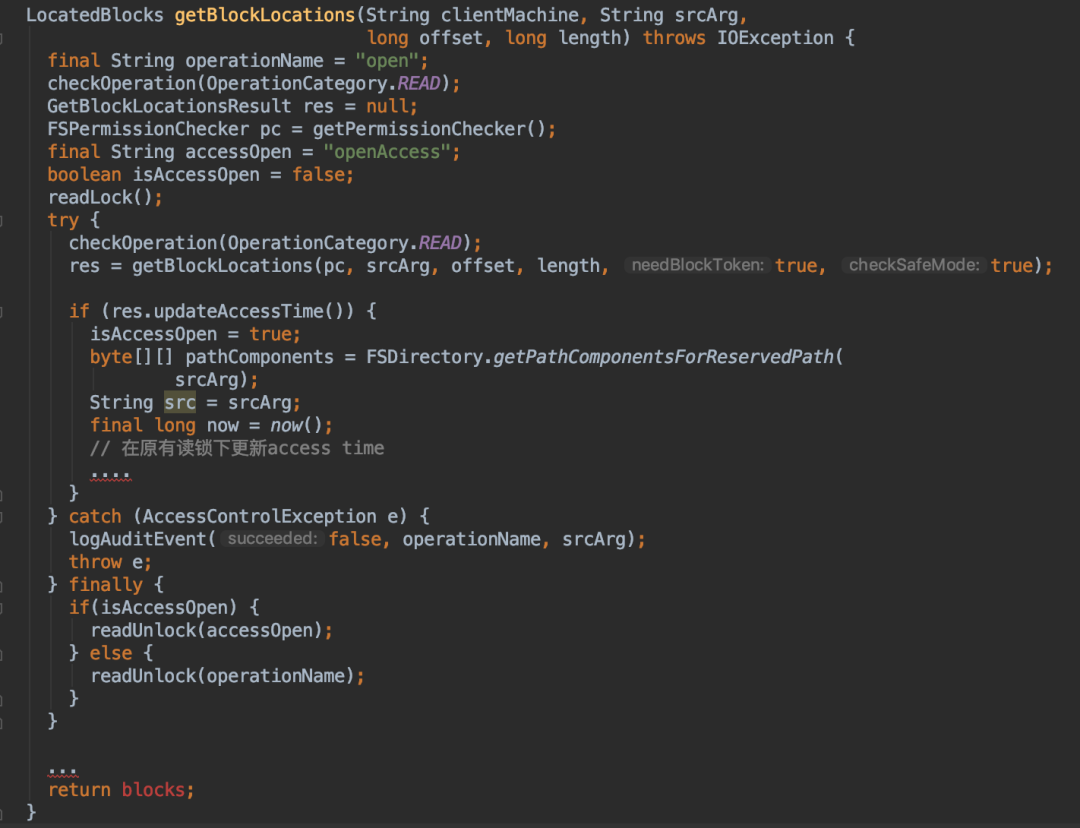 LocatedBlocks getBlockLocations(String clientMachine, String srcArg,
long offset, long length) throws IOException {
final String operationName = "open";
checkOperation(OperationCategory.READ);
GetBlockLocationsResult res = null;
FSPermissionChecker pc = getPermissionChecker();
final String accessOpen = "openAccess";
boolean isAccessOpen = false;
readLock();
try {
checkOperation(OperationCategory.READ);
res = getBlockLocations(pc, srcArg, offset, length, needBlockToken: true, checkSafeMode: true);
if (res.updateAccessTime()) {
isAccessOpen = true;
byte[][] pathComponents = FSDirectory.getPathComponentsForReservedPath(
srcArg);
String src = srcArg;
final long now = now();
// 在原有读锁下更新access time
....
}
} catch (AccessControlException e) {
logAuditEvent( succeeded: false, operationName, srcArg);
throw e;
} finally {
if(isAccessOpen) {
readUnlock(accessOpen);
} else {
readUnlock(operationName);
}
}
...
return blocks;
}